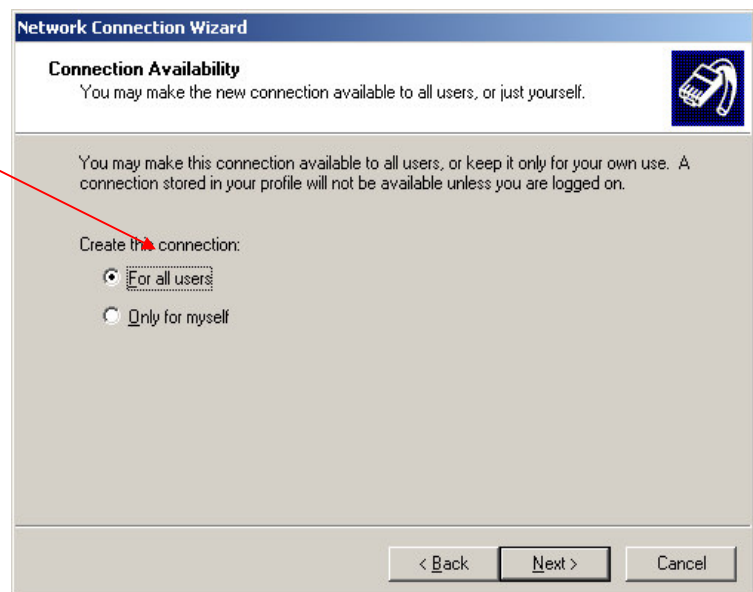 Network Connection Wizard
Connection Availability
You may make the new connection available to all users, or just yourself.
You may make this connection available to all users, or keep it only for your own use. A
connection stored in your profile will not be available unless you are logged on.
Create this connection:
For all users
Only for myself
< Back
Next >
Cancel